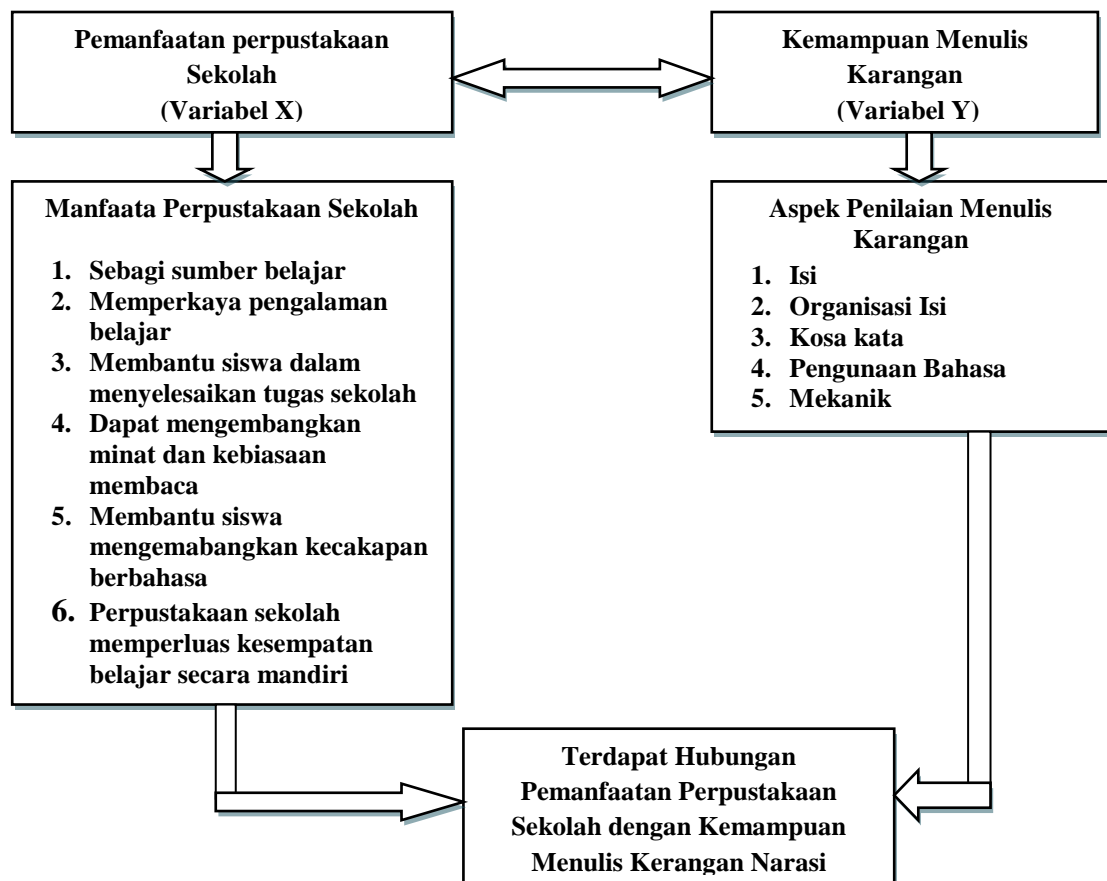 Pemanfaatan perpustakaan
Sekolah
(Variabel X)
Kemampuan Menulis
Karangan
(Variabel Y)
Manfaata Perpustakaan Sekolah
1. Sebagi sumber belajar
2. Memperkaya pengalaman
belajar
3. Membantu siswa dalam
menyelesaikan tugas sekolah
4. Dapat mengembangkan
minat dan kebiasaan
membaca
5. Membantu siswa
mengemabangkan kecakapan
berbahasa
6. Perpustakaan sekolah
memperluas kesempatan
belajar secara mandiri
Aspek Penilaian Menulis
Karangan
1. Isi
2. Organisasi Isi
3. Kosa kata
4. Pengunaan Bahasa
5. Mekanik
Terdapat Hubungan
Pemanfaatan Perpustakaan
Sekolah dengan Kemampuan
Menulis Kerangan Narasi